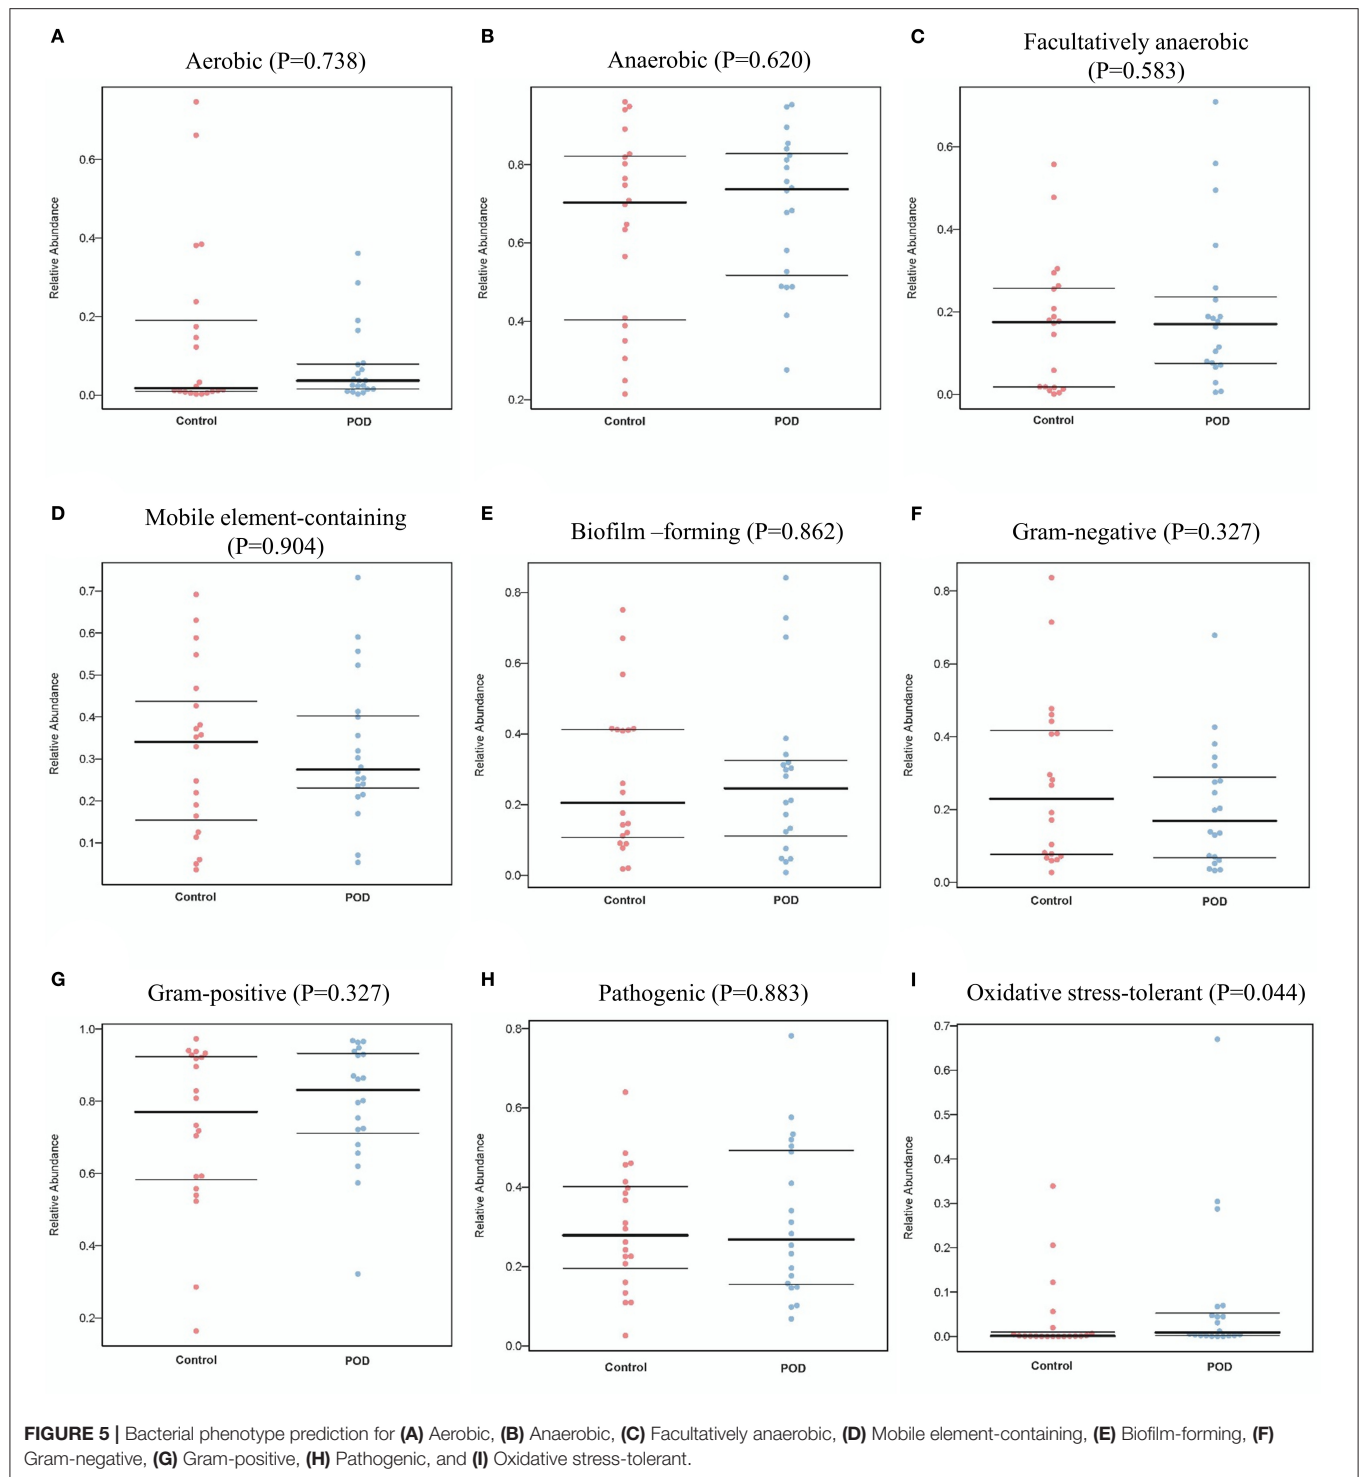 A
Aerobic (P=0.738)
Relative Abundance
0.6
0.4
0.2
0.0
Control
POD
B
Anaerobic (P=0.620)
Relative Abundance
0.8
0.6
0.4
0.2
Control
POD
C
Facultatively anaerobic
(P=0.583)
Relative Abundance
0.6
0.4
0.2
0.0
Control
POD
D
Mobile element-containing
(P=0.904)
Relative Abundance
0.7
0.6
0.5
0.4
0.3
0.2
0.1
Control
POD
E
Biofilm –forming (P=0.862)
Relative Abundance
0.8
0.6
0.4
0.2
0.0
Control
POD
F
Gram-negative (P=0.327)
Relative Abundance
0.8
0.6
0.4
0.2
0.0
Control
POD
G
Gram-positive (P=0.327)
Relative Abundance
1.0
0.8
0.6
0.4
0.2
Control
POD
H
Pathogenic (P=0.883)
Relative Abundance
0.8
0.6
0.4
0.2
0.0
Control
POD
I
Oxidative stress-tolerant (P=0.044)
Relative Abundance
0.7
0.6
0.5
0.4
0.3
0.2
0.1
0.0
Control
POD
FIGURE 5 | Bacterial phenotype prediction for (A) Aerobic, (B) Anaerobic, (C) Facultatively anaerobic, (D) Mobile element-containing, (E) Biofilm-forming, (F)
Gram-negative, (G) Gram-positive, (H) Pathogenic, and (I) Oxidative stress-tolerant.